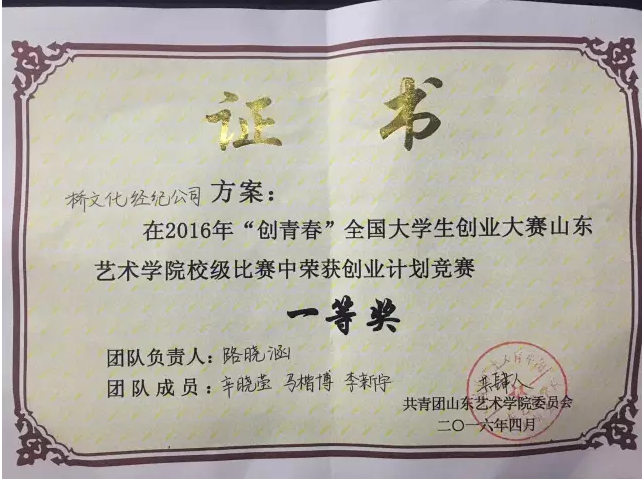 证 书
桥文化经纪公司 方案：
在2016年“创青春”全国大学生创业大赛山东
艺术学院校级比赛中荣获创业计划竞赛
一等奖
团队负责人：路晓涵
团队成员：辛晓莹 马楷博 李新宇
共青团山东艺术学院委员会
二〇一六年四月